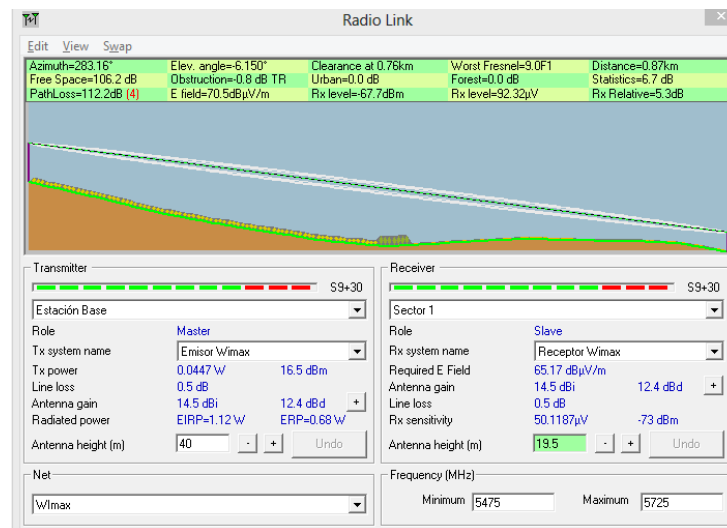 Radio Link
Edit View Swap
Azimuth=283.16° Elev. angle=-6.150° Clearance at 0.76km Worst Fresnel=9.0F1 Distance=0.87km
Free Space=106.2 dB Obstruction=-0.8 dB TR Urban=0.0 dB Forest=0.0 dB Statistics=6.7 dB
PathLoss=112.2dB (4) E field=70.5dBµV/m Rx level=-67.7dBm Rx level=92.32µV Rx Relative=5.3dB
Transmitter
S9+30
Estación Base
Role Master
Tx system name Emisor Wimax
Tx power 0.0447 W 16.5 dBm
Line loss 0.5 dB
Antenna gain 14.5 dBi 12.4 dBd +
Radiated power EIRP=1.12 W ERP=0.68 W
Antenna height (m) 40 - + Undo
Receiver
S9+30
Sector 1
Role Slave
Rx system name Receptor Wimax
Required E Field 65.17 dBµV/m
Antenna gain 14.5 dBi 12.4 dBd +
Line loss 0.5 dB
Rx sensitivity 50.1187µV -73 dBm
Antenna height (m) 19.5 - + Undo
Net
WImax
Frequency (MHz)
Minimum 5475 Maximum 5725